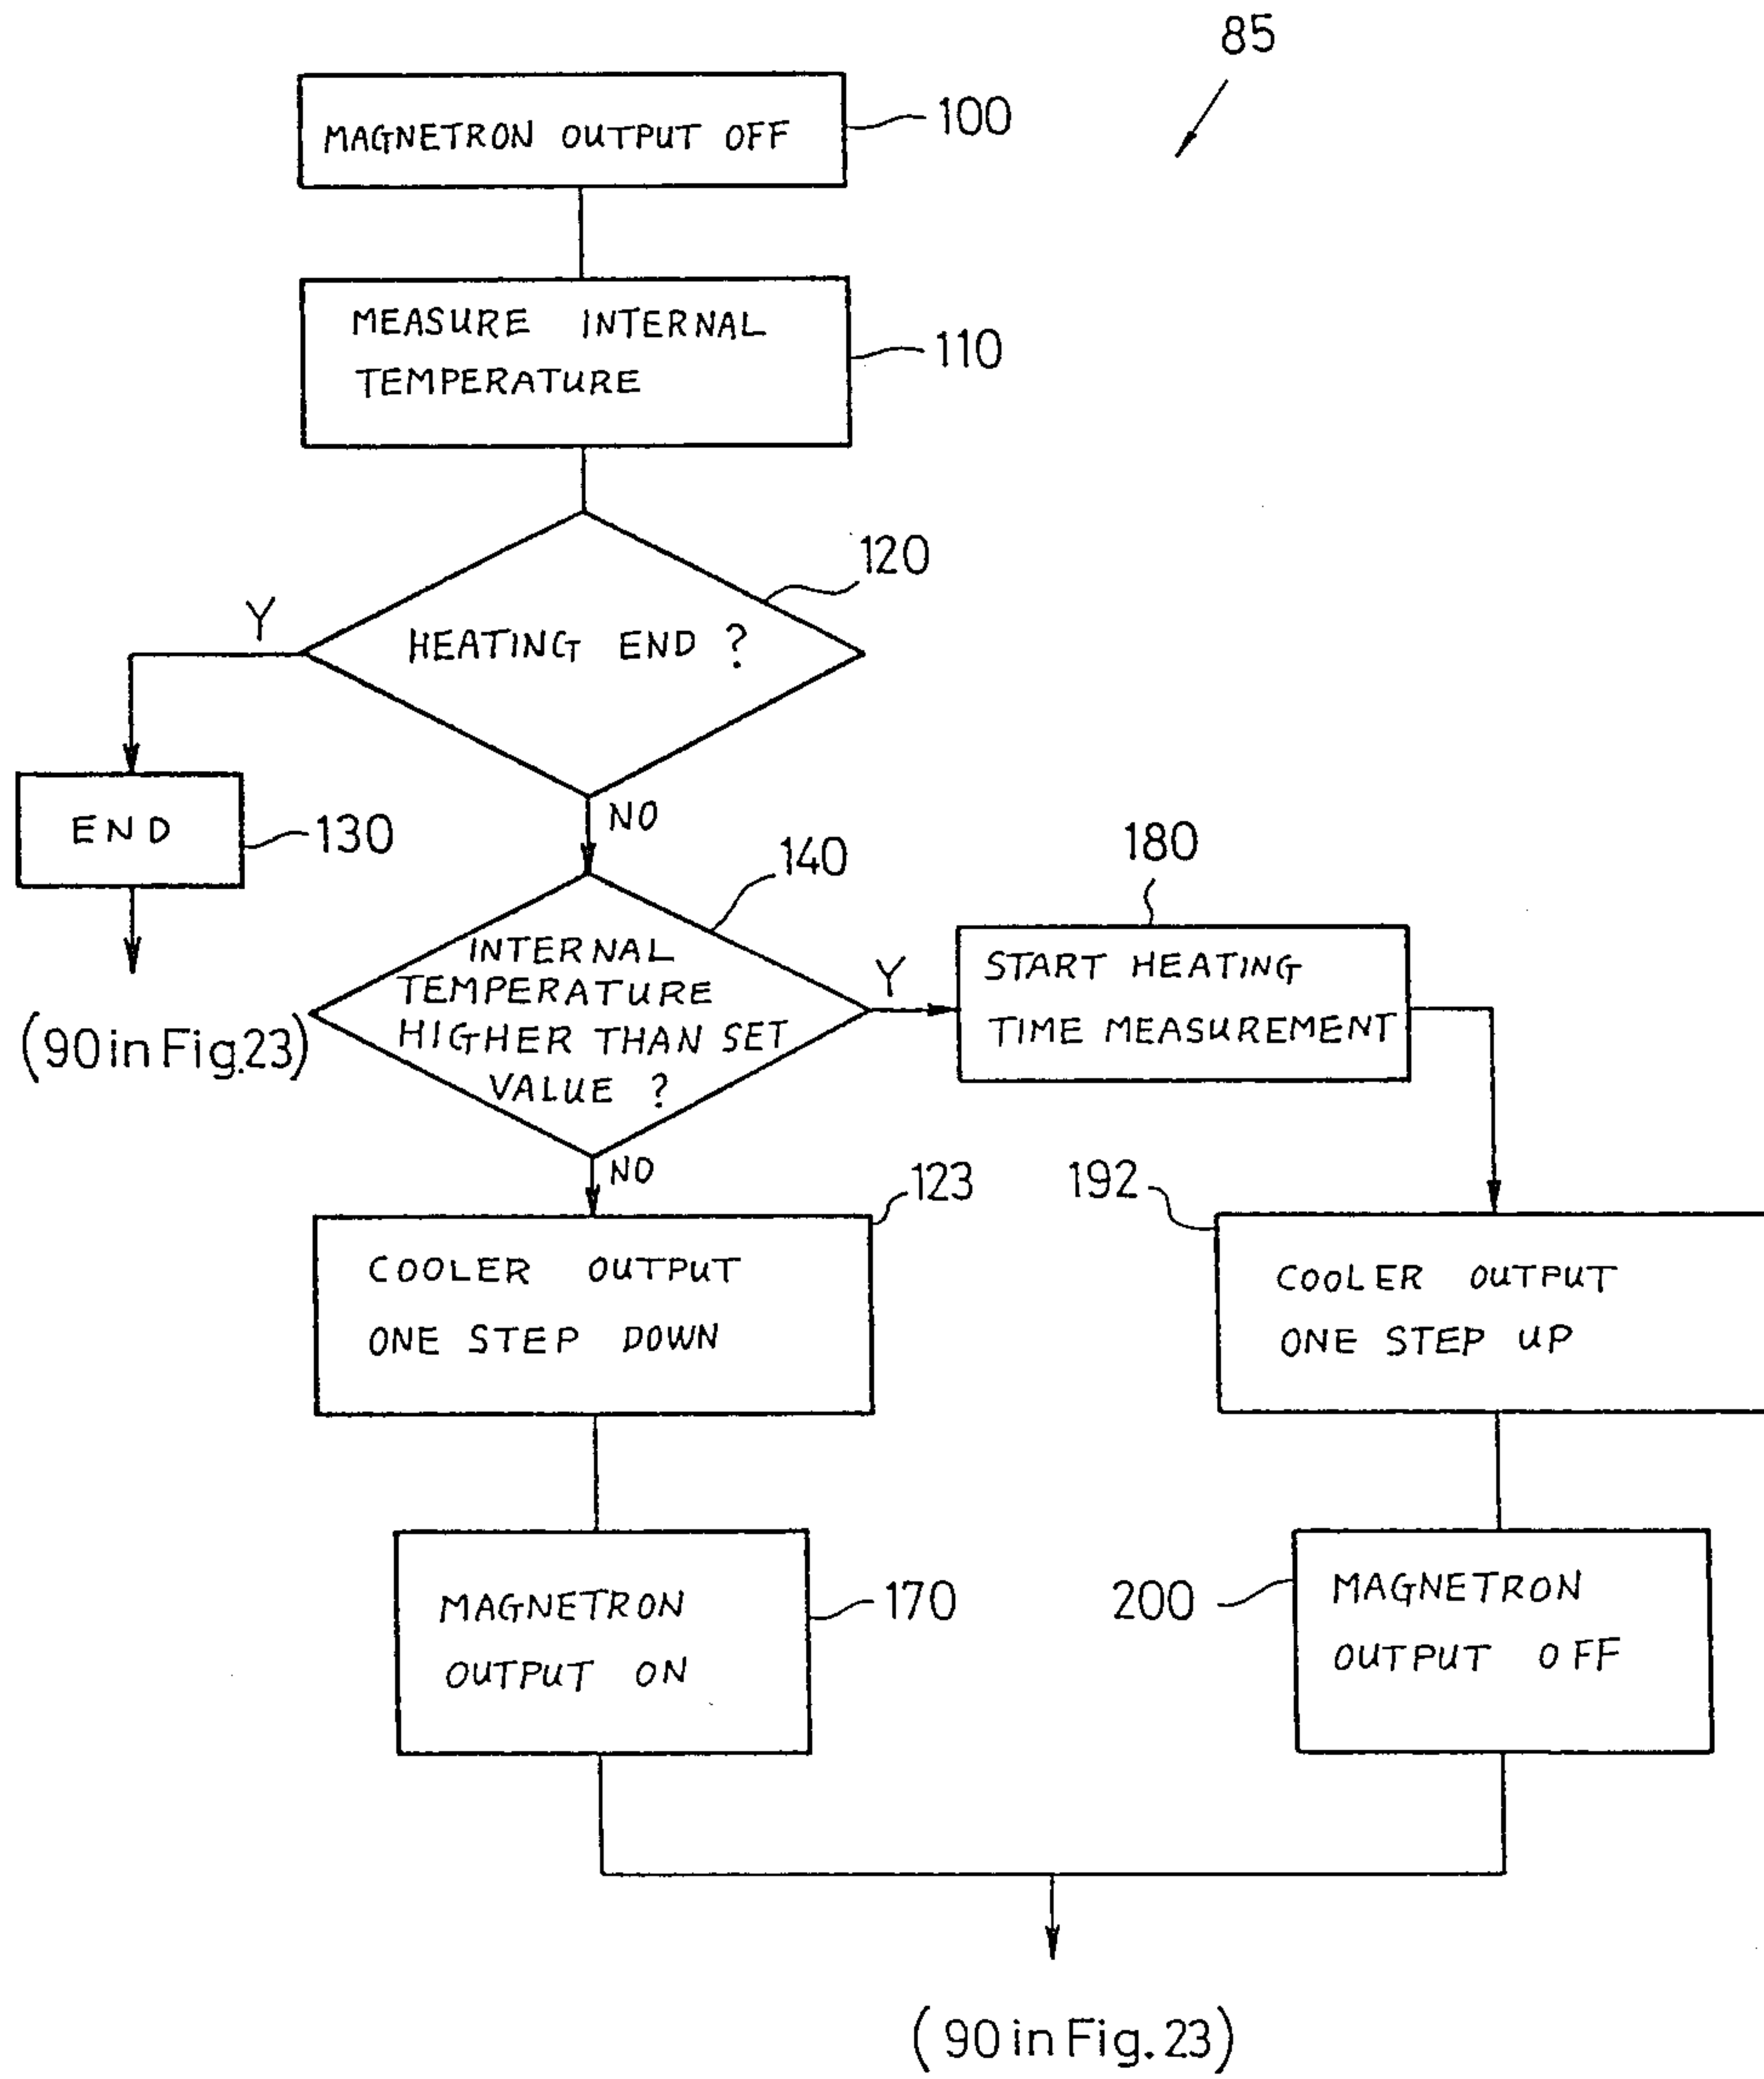 85
MAGNETRON OUTPUT OFF
100
MEASURE INTERNAL
TEMPERATURE
110
120
Y
HEATING END ?
NO
END
130
(90 in Fig.23)
140
INTERNAL
TEMPERATURE
HIGHER THAN SET
VALUE ?
Y
180
START HEATING
TIME MEASUREMENT
NO
123
COOLER OUTPUT
ONE STEP DOWN
192
COOLER OUTPUT
ONE STEP UP
MAGNETRON
OUTPUT ON
170
200
MAGNETRON
OUTPUT OFF
(90 in Fig. 23)